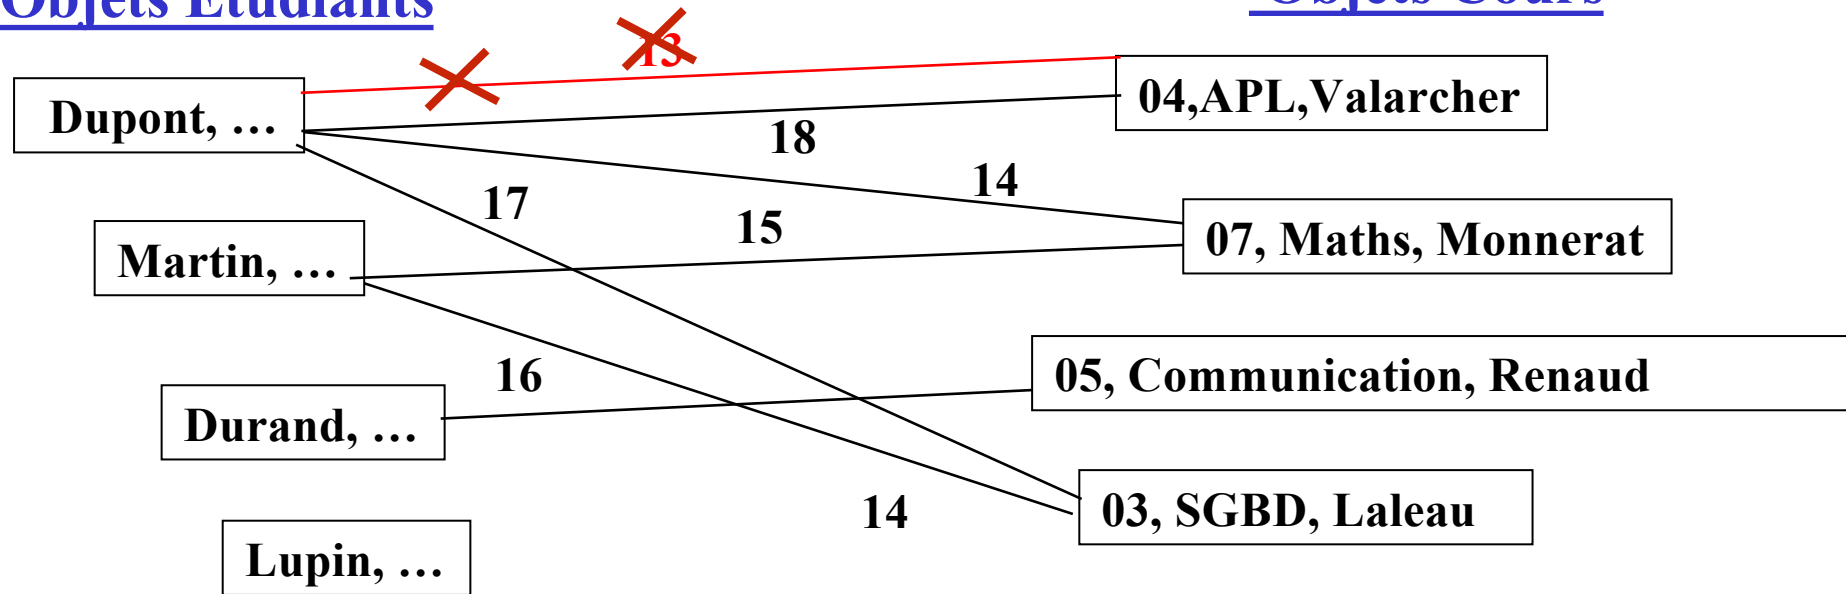 Objets Etudiants
Objets Cours
13
Dupont, …
04,APL,Valarcher
18
14
17
15
Martin, …
07, Maths, Monnerat
16
05, Communication, Renaud
Durand, …
14
03, SGBD, Laleau
Lupin, …